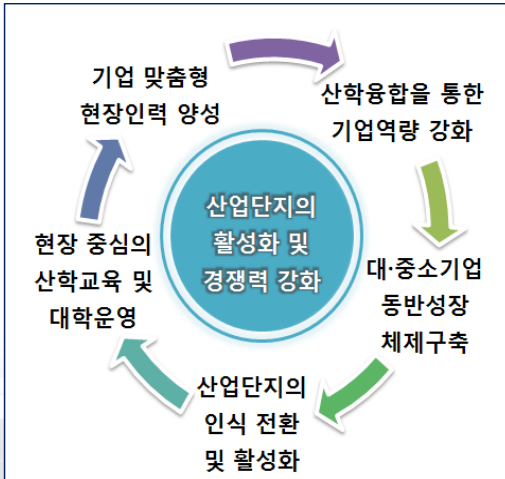 기업 맞춤형
현장인력 양성
산학융합을 통한
기업역량 강화
대·중소기업
동반성장
체제구축
산업단지의
인식 전환
및 활성화
현장 중심의
산학교육 및
대학운영
산업단지의
활성화 및
경쟁력 강화